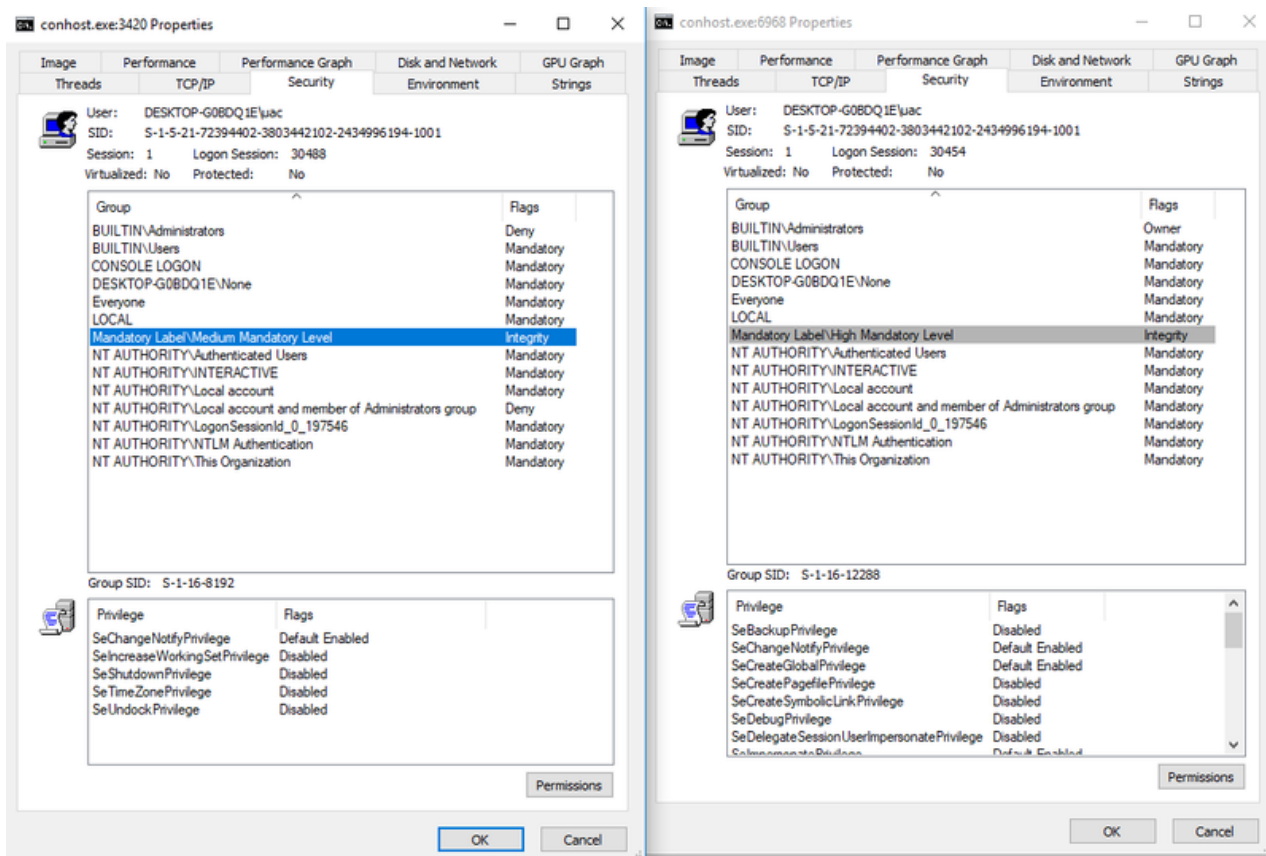 conhost.exe:3420 Properties
Image Performance Performance Graph Disk and Network GPU Graph
Threads TCP/IP Security Environment Strings
User: DESKTOP-G0BDQ1E\µac
SID: S-1-5-21-72394402-3803442102-2434996194-1001
Session: 1 Logon Session: 30488
Virtualized: No Protected: No
Group Flags
BUILTIN\Administrators Deny
BUILTIN\Users Mandatory
CONSOLE LOGON Mandatory
DESKTOP-G0BDQ1E\None Mandatory
Everyone Mandatory
LOCAL Mandatory
Mandatory Label\Medium Mandatory Level Integrity
NT AUTHORITY\Authenticated Users Mandatory
NT AUTHORITY\INTERACTIVE Mandatory
NT AUTHORITY\Local account Mandatory
NT AUTHORITY\Local account and member of Administrators group Deny
NT AUTHORITY\LogonSessionId_0_197546 Mandatory
NT AUTHORITY\NTLM Authentication Mandatory
NT AUTHORITY\This Organization Mandatory
Group SID: S-1-16-8192
Privilege Flags
SeChangeNotifyPrivilege Default Enabled
SeIncreaseWorkingSetPrivilege Disabled
SeShutdownPrivilege Disabled
SeTimeZonePrivilege Disabled
SeUndockPrivilege Disabled
Permissions
OK Cancel
conhost.exe:6968 Properties
Image Performance Performance Graph Disk and Network GPU Graph
Threads TCP/IP Security Environment Strings
User: DESKTOP-G0BDQ1E\µac
SID: S-1-5-21-72394402-3803442102-2434996194-1001
Session: 1 Logon Session: 30454
Virtualized: No Protected: No
Group Flags
BUILTIN\Administrators Owner
BUILTIN\Users Mandatory
CONSOLE LOGON Mandatory
DESKTOP-G0BDQ1E\None Mandatory
Everyone Mandatory
LOCAL Mandatory
Mandatory Label\High Mandatory Level Integrity
NT AUTHORITY\Authenticated Users Mandatory
NT AUTHORITY\INTERACTIVE Mandatory
NT AUTHORITY\Local account Mandatory
NT AUTHORITY\Local account and member of Administrators group Mandatory
NT AUTHORITY\LogonSessionId_0_197546 Mandatory
NT AUTHORITY\NTLM Authentication Mandatory
NT AUTHORITY\This Organization Mandatory
Group SID: S-1-16-12288
Privilege Flags
SeBackupPrivilege Disabled
SeChangeNotifyPrivilege Default Enabled
SeCreateGlobalPrivilege Default Enabled
SeCreatePagefilePrivilege Disabled
SeCreateSymbolicLinkPrivilege Disabled
SeDebugPrivilege Disabled
SeDelegateSessionUserImpersonatePrivilege Disabled
SeImpersonatePrivilege Default Enabled
Permissions
OK Cancel